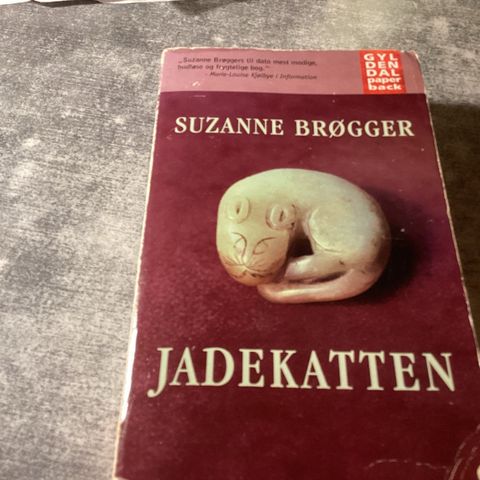 „Suzanne Brøggers til dato mest modige,
hudløse og frygtelige bog."
- Marie-Louise Kjølbye i Information
GYL
DEN
DAL
paper
back
SUZANNE BRØGGER
JADEKATTEN